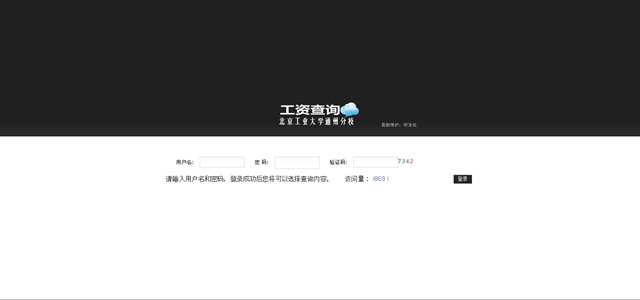 工资查询
北京工业大学通州分校
数据维护：财务处
用户名: 密 码: 验证码: 7342
请输入用户名和密码，登录成功后您将可以选择查询内容。 访问量： 18691
登录